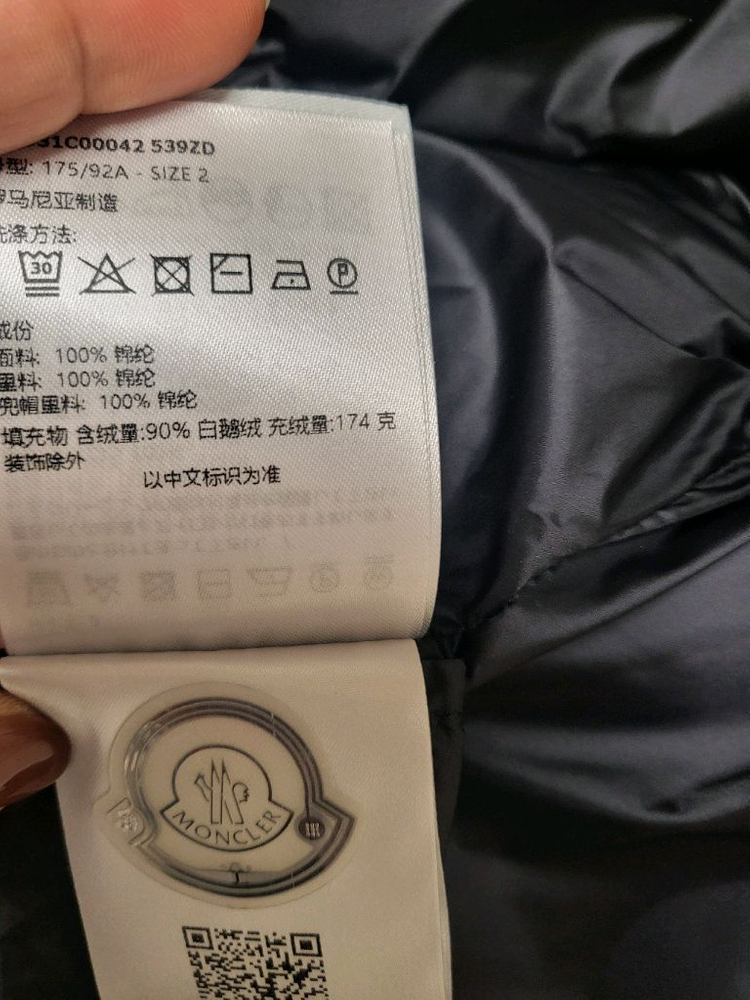 31C00042 539ZD
型: 175/92A - SIZE 2
罗马尼亚制造
洗涤方法:
30
P
成份
面料: 100% 锦纶
里料: 100% 锦纶
兜帽里料: 100% 锦纶
填充物 含绒量:90% 白鹅绒 充绒量:174 克
装饰除外
以中文标识为准
MONCLER